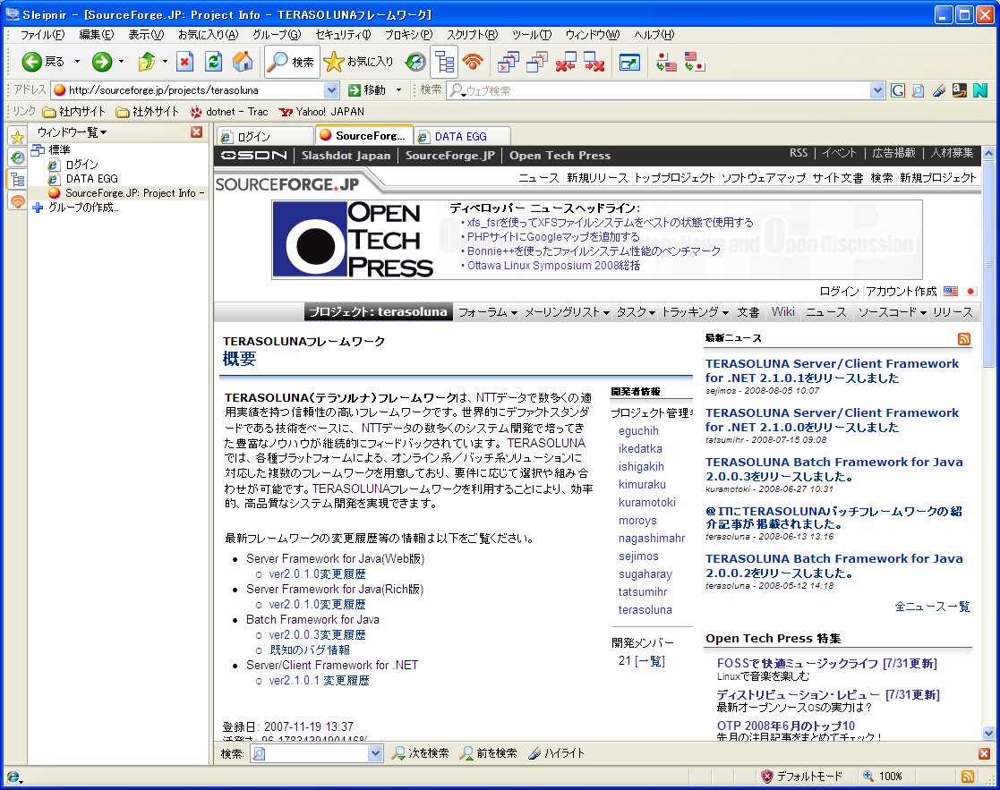 Sleipnir - [SourceForge.JP: Project Info - TERASOLUNAフレームワーク]
ファイル(F) 編集(E) 表示(V) お気に入り(A) グループ(G) セキュリティ(I) プロキシ(P) スクリプト(R) ツール(T) ウィンドウ(W) ヘルプ(H)
戻る 検索 お気に入り
アドレス http://sourceforge.jp/projects/terasoluna 移動 検索 ウェブ検索
リンク 社内サイト 社外サイト dotnet - Trac Yahoo! JAPAN
ウィンドウ一覧
標準
ログイン
DATA EGG
SourceForge.JP: Project Info -
グループの作成...
ログイン SourceForg... DATA EGG
OSDN Slashdot Japan SourceForge.JP Open Tech Press RSS イベント 広告掲載 人材募集
SOURCEFORGE.JP ニュース 新規リリース トッププロジェクト ソフトウェアマップ サイト文書 検索 新規プロジェクト
OPEN TECH PRESS
ディベロッパー ニュースヘッドライン:
・xfs_fsrを使ってXFSファイルシステムをベストの状態で使用する
・PHPサイトにGoogleマップを追加する
・Bonnie++を使ったファイルシステム性能のベンチマーク
・Ottawa Linux Symposium 2008総括
ログイン アカウント作成
プロジェクト: terasoluna フォーラム メーリングリスト タスク トラッキング 文書 Wiki ニュース ソースコード リリース
TERASOLUNAフレームワーク
概要
TERASOLUNA(テラソルナ)フレームワークは、NTTデータで数多くの適
用実績を持つ信頼性の高いフレームワークです。世界的にデファクトスタンダ
ードである技術をベースに、NTTデータの数多くのシステム開発で培ってき
た豊富なノウハウが継続的にフィードバックされています。TERASOLUNA
では、各種プラットフォームによる、オンライン系／バッチ系ソリューションに
対応した複数のフレームワークを用意しており、要件に応じて選択や組み合
わせが可能です。TERASOLUNAフレームワークを利用することにより、効率
的、高品質なシステム開発を実現できます。
最新フレームワークの変更履歴等の情報は以下をご覧ください。
Server Framework for Java(Web版)
ver2.0.1.0変更履歴
Server Framework for Java(Rich版)
ver2.0.1.0変更履歴
Batch Framework for Java
ver2.0.0.3変更履歴
既知のバグ情報
Server/Client Framework for .NET
ver2.1.0.1 変更履歴
登録日: 2007-11-19 13:37
開発者情報
プロジェクト管理
eguchih
ikedatka
ishigakih
kimuraku
kuramotoki
moroys
nagashimahr
sejimos
sugaharay
tatsumihr
terasoluna
開発メンバー
21 [一覧]
最新ニュース
TERASOLUNA Server/Client Framework
for .NET 2.1.0.1をリリースしました
sejimos - 2008-08-05 10:07
TERASOLUNA Server/Client Framework
for .NET 2.1.0.0をリリースしました
tatsumihr - 2008-07-15 09:08
TERASOLUNA Batch Framework for Java
2.0.0.3をリリースしました。
kuramotoki - 2008-06-27 10:31
@ITにTERASOLUNAバッチフレームワークの紹
介記事が掲載されました。
terasoluna - 2008-06-13 13:16
TERASOLUNA Batch Framework for Java
2.0.0.2をリリースしました。
terasoluna - 2008-05-12 14:18
全ニュース一覧
Open Tech Press 特集
FOSSで快適ミュージックライフ [7/31更新]
Linuxで音楽を楽しむ
ディストリビューション・レビュー [7/31更新]
最新オープンソースOSの実力は？
OTP 2008年6月のトップ10
先月の注目記事をまとめてチェック！
検索: 次を検索 前を検索 ハイライト
デフォルトモード 100%